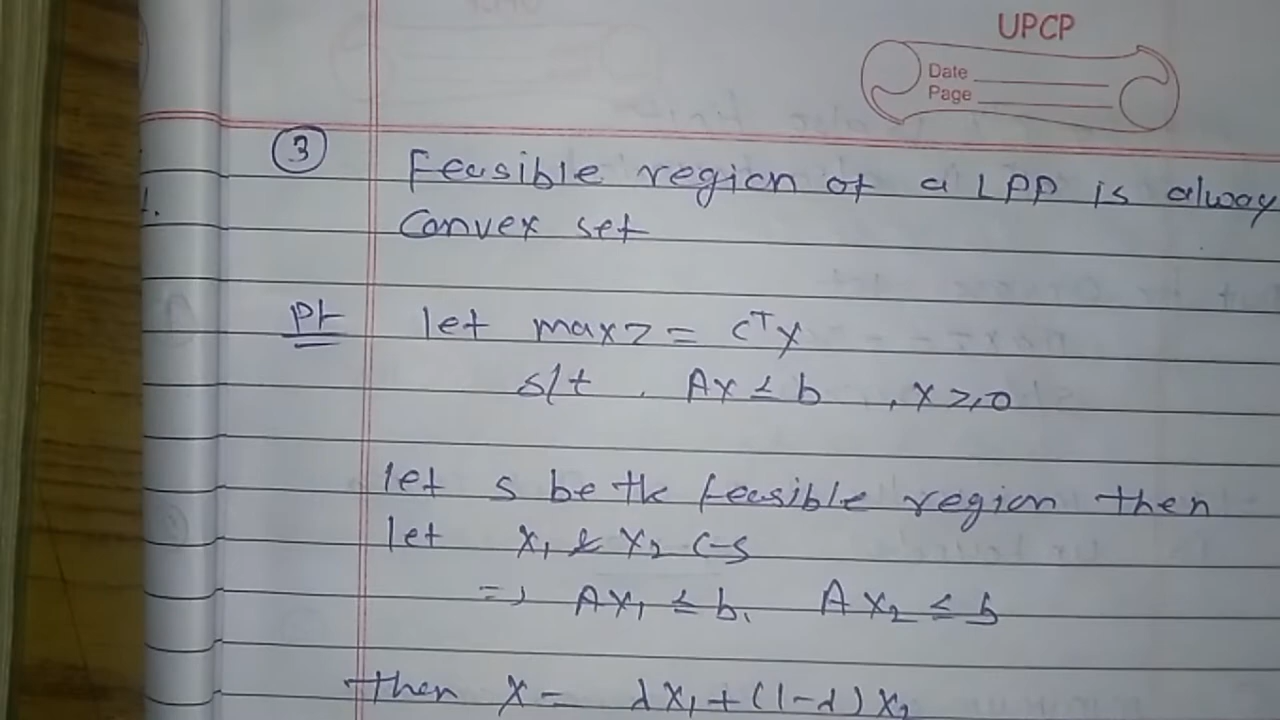 UPCP
Date
Page
③ Feasible region of a LPP is alway
Convex set
Pf let max z = cᵀx
s/t . Ax ≤ b , x ≥, 0
let s be the feasible region then
let x₁ & x₂ ∈ s
=> Ax₁ ≤ b, Ax₂ ≤ b
then x = λx₁ + (1-λ)x₂